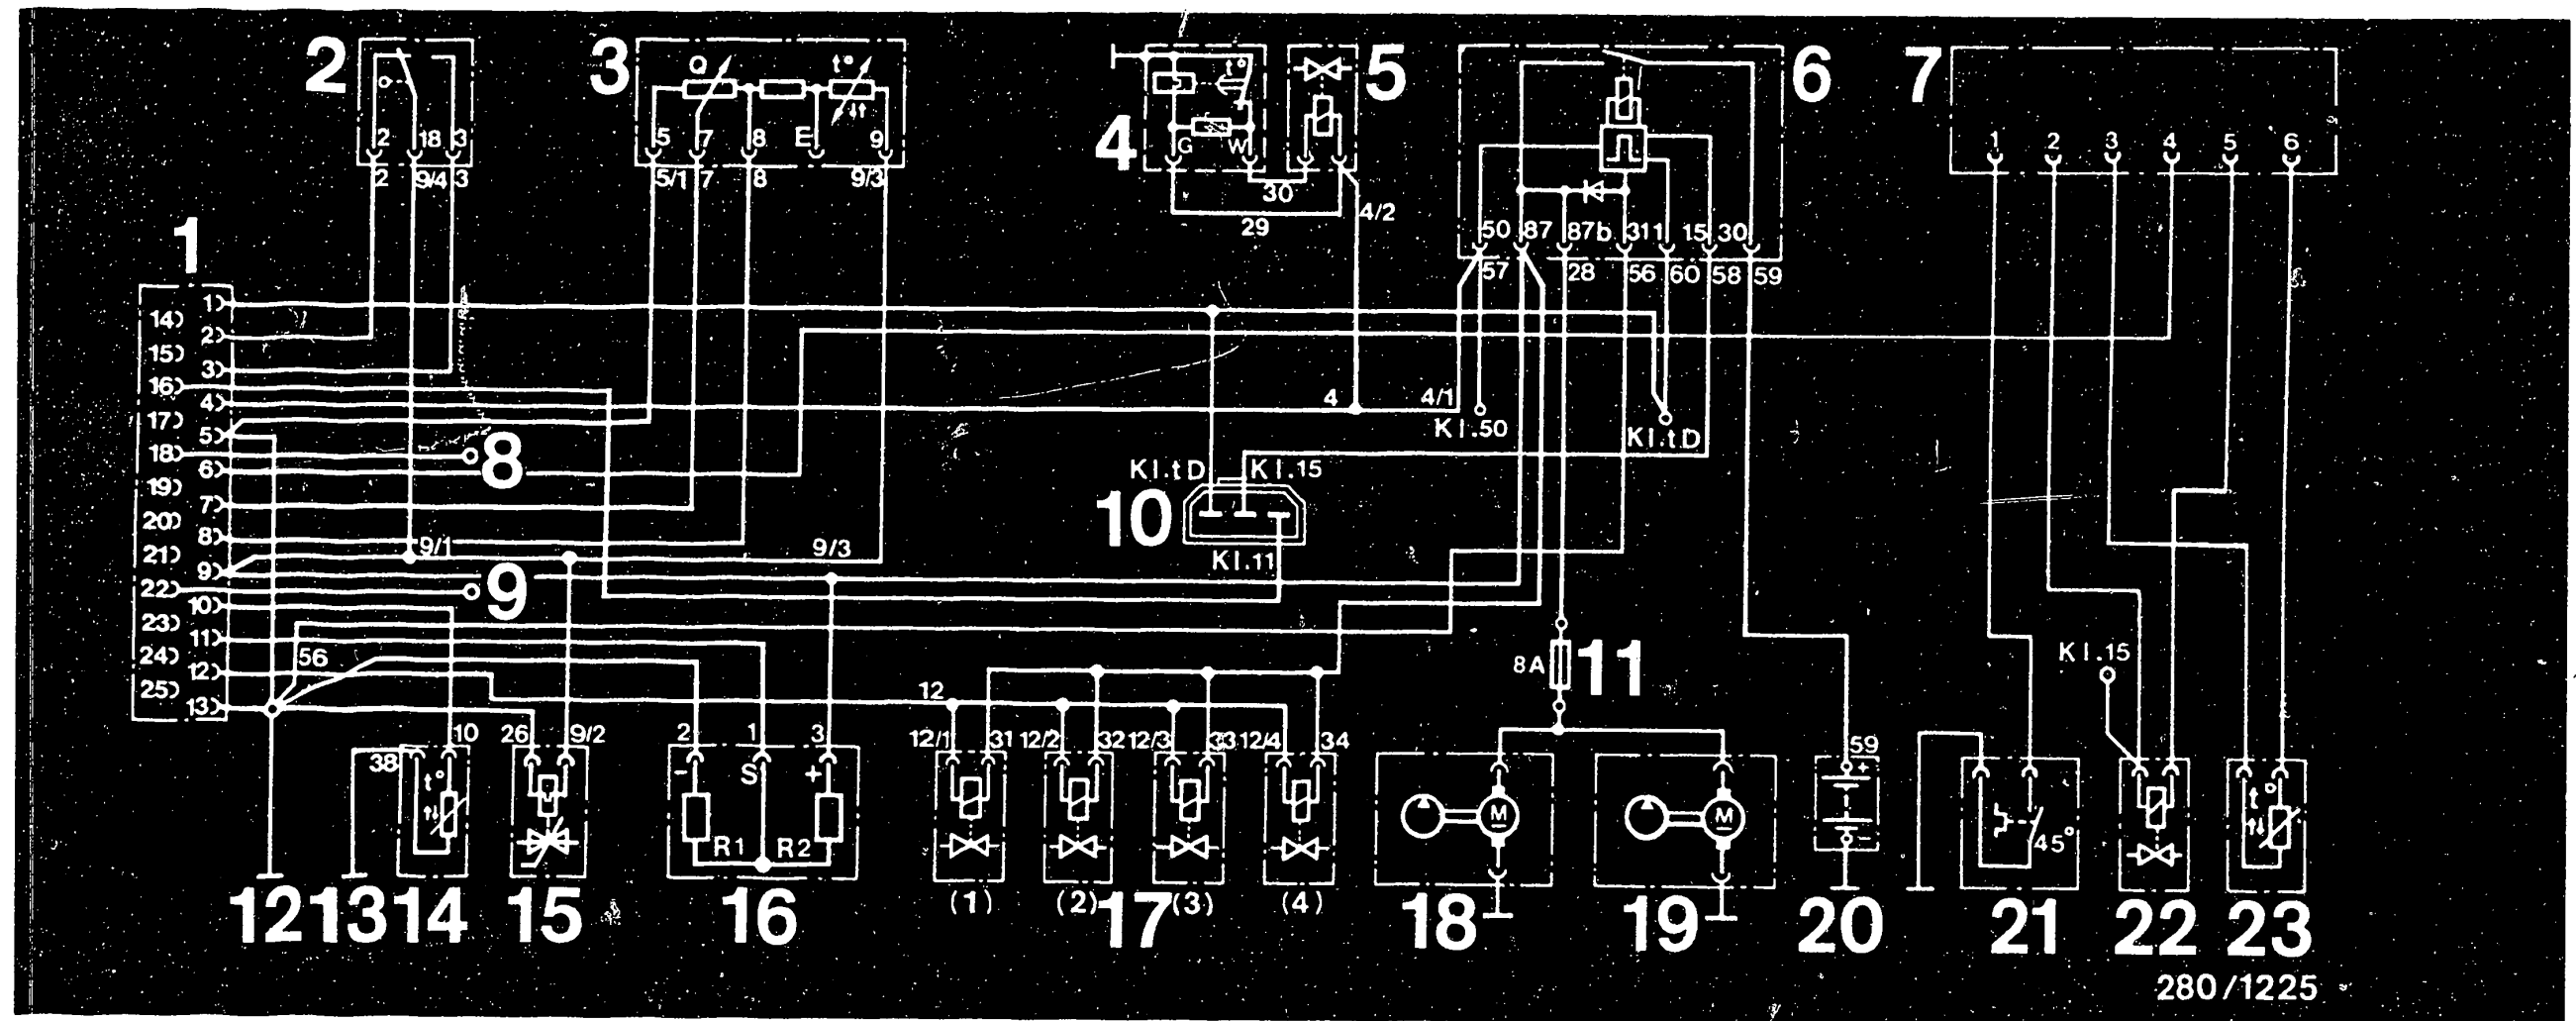 2
3
4
5
6
7
1
Q
t°
t°
2 18 3
5 7 8 E 9
G W
1 2 3 4 5 6
2 9/4 3
5/1 7 8 9/3
30
4/2
29
50 87 87b 31 1 15 30
57 28 56 60 58 59
1
14
2
15
3
16
4
17
5
18
6
19
7
20
8
21
9
22
10
23
11
24
12
25
13
4
4/1
Kl.50
Kl.tD
8
Kl.tD Kl.15
10
Kl.11
9/1
9/3
9
56
8A 11
Kl.15
12
26 9/2
2 1 3
12/1 31 12/2 32 12/3 33 12/4 34
10
38
59
t°
- S +
R1 R2
+
M
M
+
-
45°
t°
(1) (2) (3) (4)
12 13 14 15 16 17 18 19 20 21 22 23
280/1225